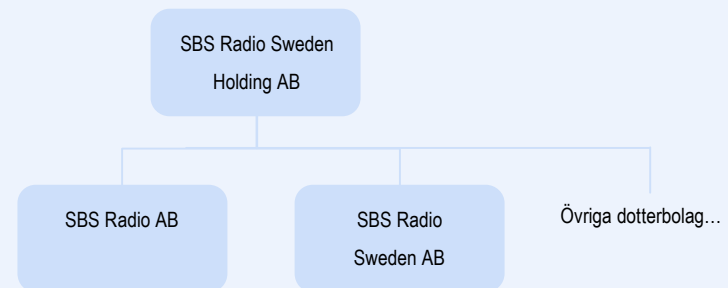 SBS Radio Sweden
Holding AB
SBS Radio AB
SBS Radio
Sweden AB
Övriga dotterbolag…